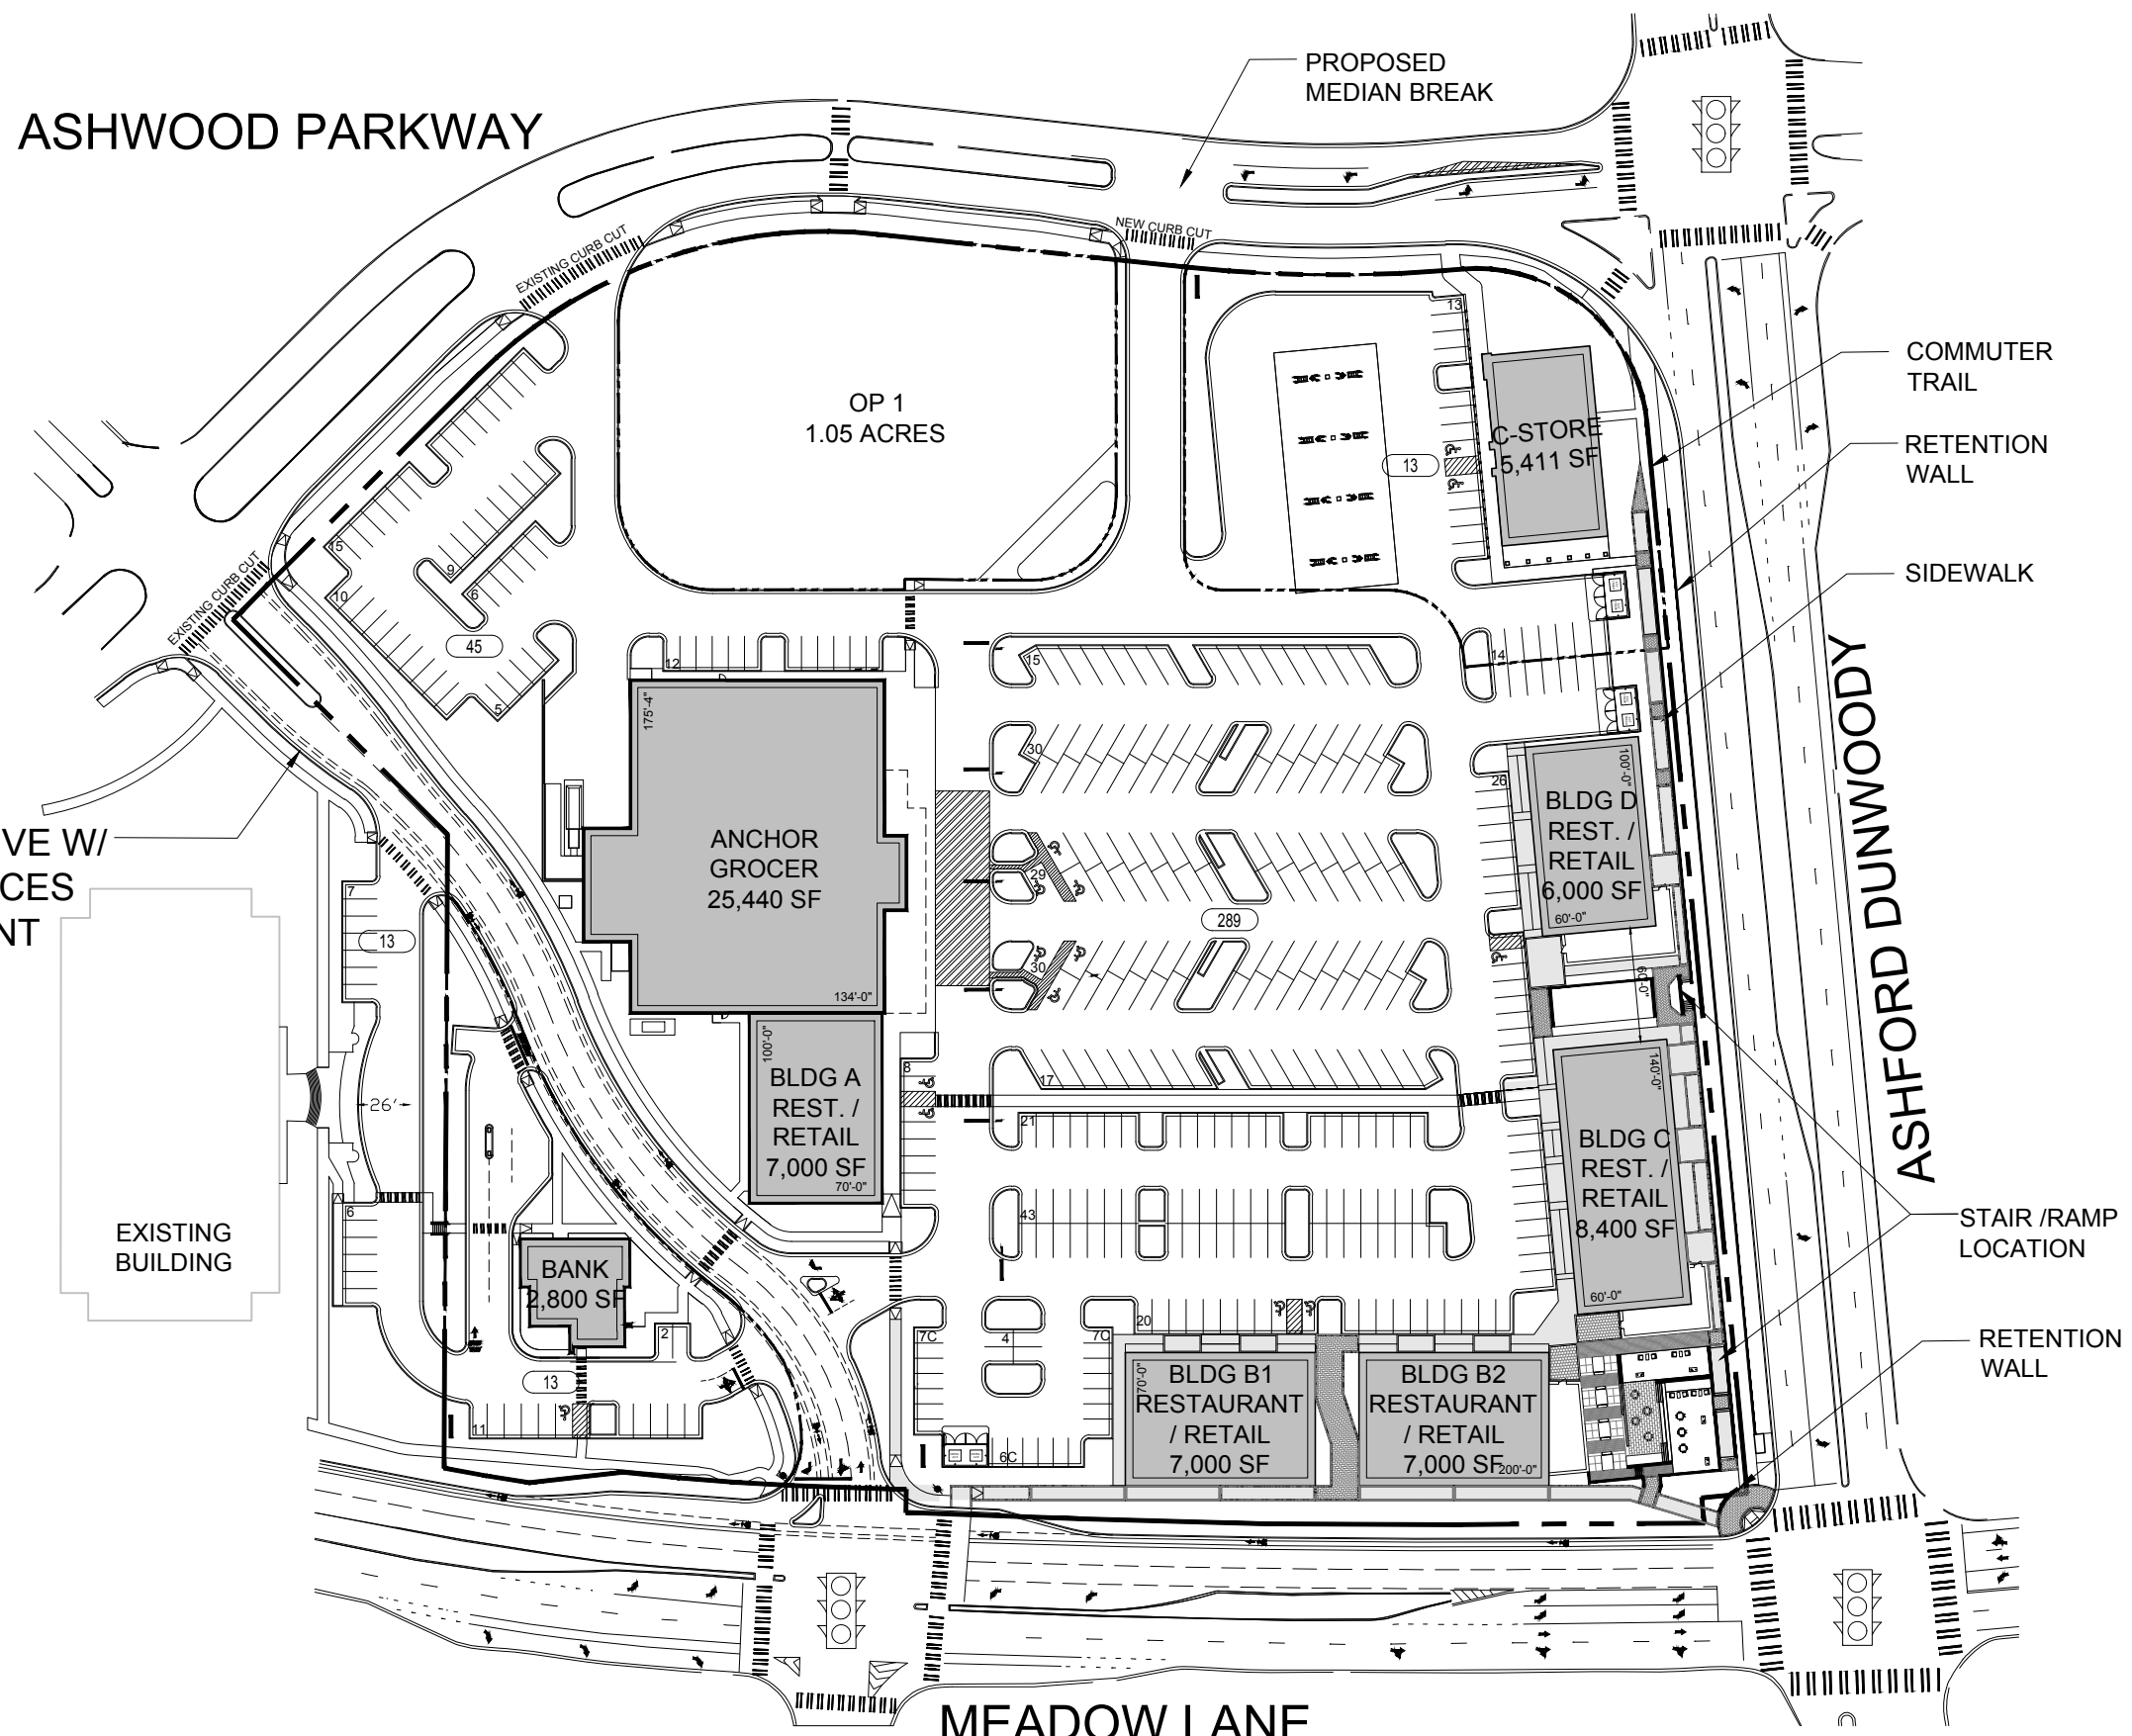 PROPOSED
MEDIAN BREAK
ASHWOOD PARKWAY
NEW CURB CUT
EXISTING CURB CUT
EXISTING CURB CUT
COMMUTER
TRAIL
RETENTION
WALL
SIDEWALK
OP 1
1.05 ACRES
13
C-STORE
5,411 SF
13
15
10
9
6
45
5
12
15
14
175'-4"
ANCHOR
GROCER
25,440 SF
134'-0"
30
29
289
30
26
100'-0"
BLDG D
REST. /
RETAIL
6,000 SF
60'-0"
60'-0"
ASHFORD DUNWOODY
VE W/
CES
NT
7
13
26'
6
EXISTING
BUILDING
100'-0"
BLDG A
REST. /
RETAIL
7,000 SF
70'-0"
8
17
21
43
140'-0"
BLDG C
REST. /
RETAIL
8,400 SF
60'-0"
STAIR /RAMP
LOCATION
RETENTION
WALL
BANK
2,800 SF
2
13
11
7C
4
7C
6C
20
70'-0"
BLDG B1
RESTAURANT
/ RETAIL
7,000 SF
BLDG B2
RESTAURANT
/ RETAIL
7,000 SF
200'-0"
MEADOW LANE